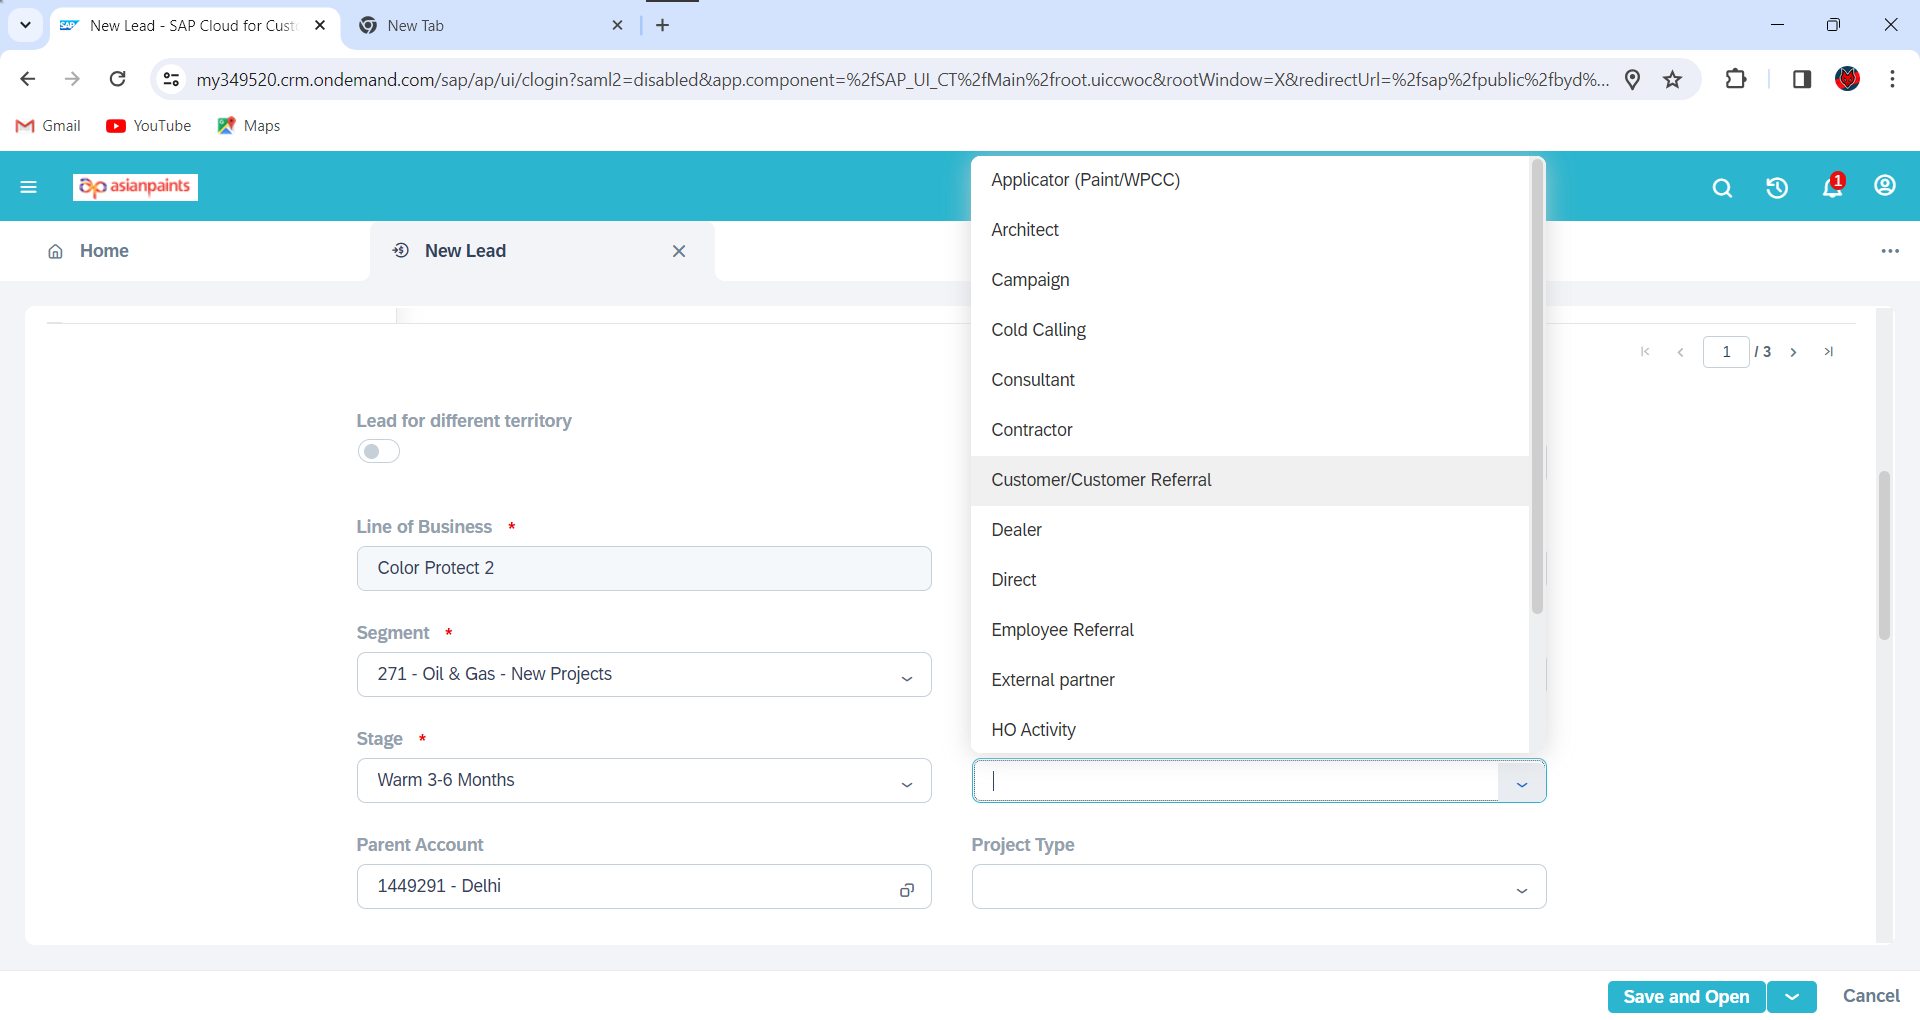 New Lead - SAP Cloud for Cust
New Tab
my349520.crm.ondemand.com/sap/ap/ui/clogin?saml2=disabled&app.component=%2fSAP_UI_CT%2fMain%2froot.uiccwoc&rootWindow=X&redirectUrl=%2fsap%2fpublic%2fbyd%...
Gmail
YouTube
Maps
asianpaints
1
Home
New Lead
1 / 3
Lead for different territory
Line of Business *
Color Protect 2
Segment *
271 - Oil & Gas - New Projects
Stage *
Warm 3-6 Months
Parent Account
1449291 - Delhi
Applicator (Paint/WPCC)
Architect
Campaign
Cold Calling
Consultant
Contractor
Customer/Customer Referral
Dealer
Direct
Employee Referral
External partner
HO Activity
Project Type
Save and Open
Cancel